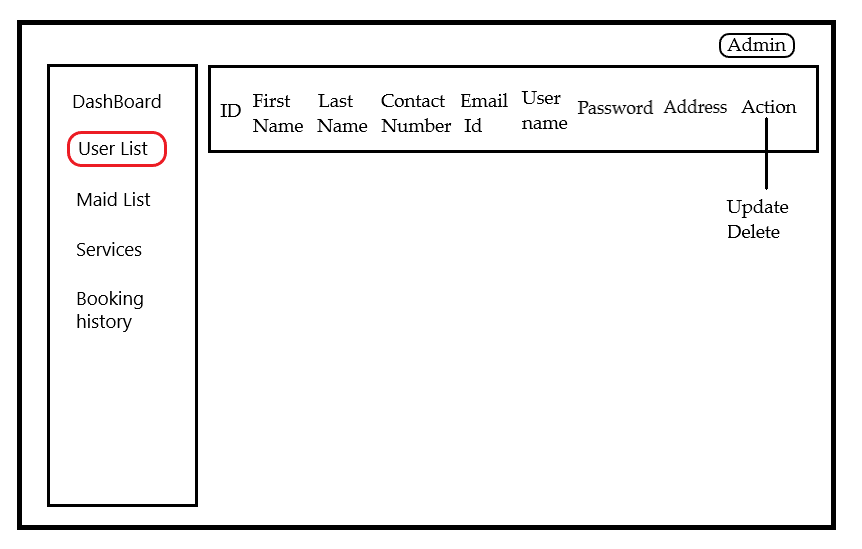 Admin
DashBoard
User List
Maid List
Services
Booking
history
ID First Last Contact Email User Password Address Action
Name Name Number Id name
Update
Delete